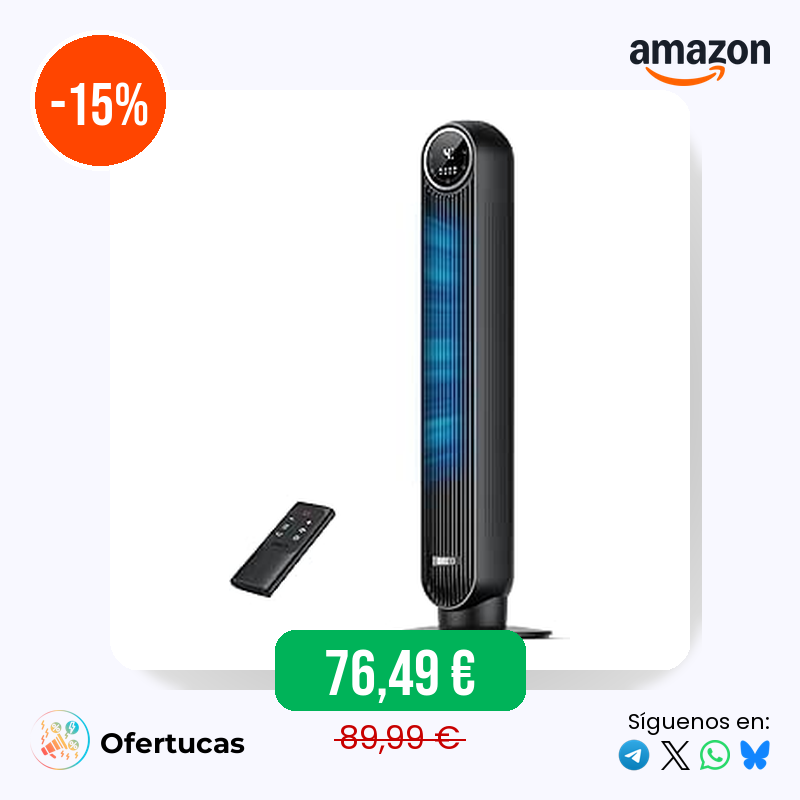 -15%
amazon
76,49 €
89,99 €
Ofertucas
Síguenos en: